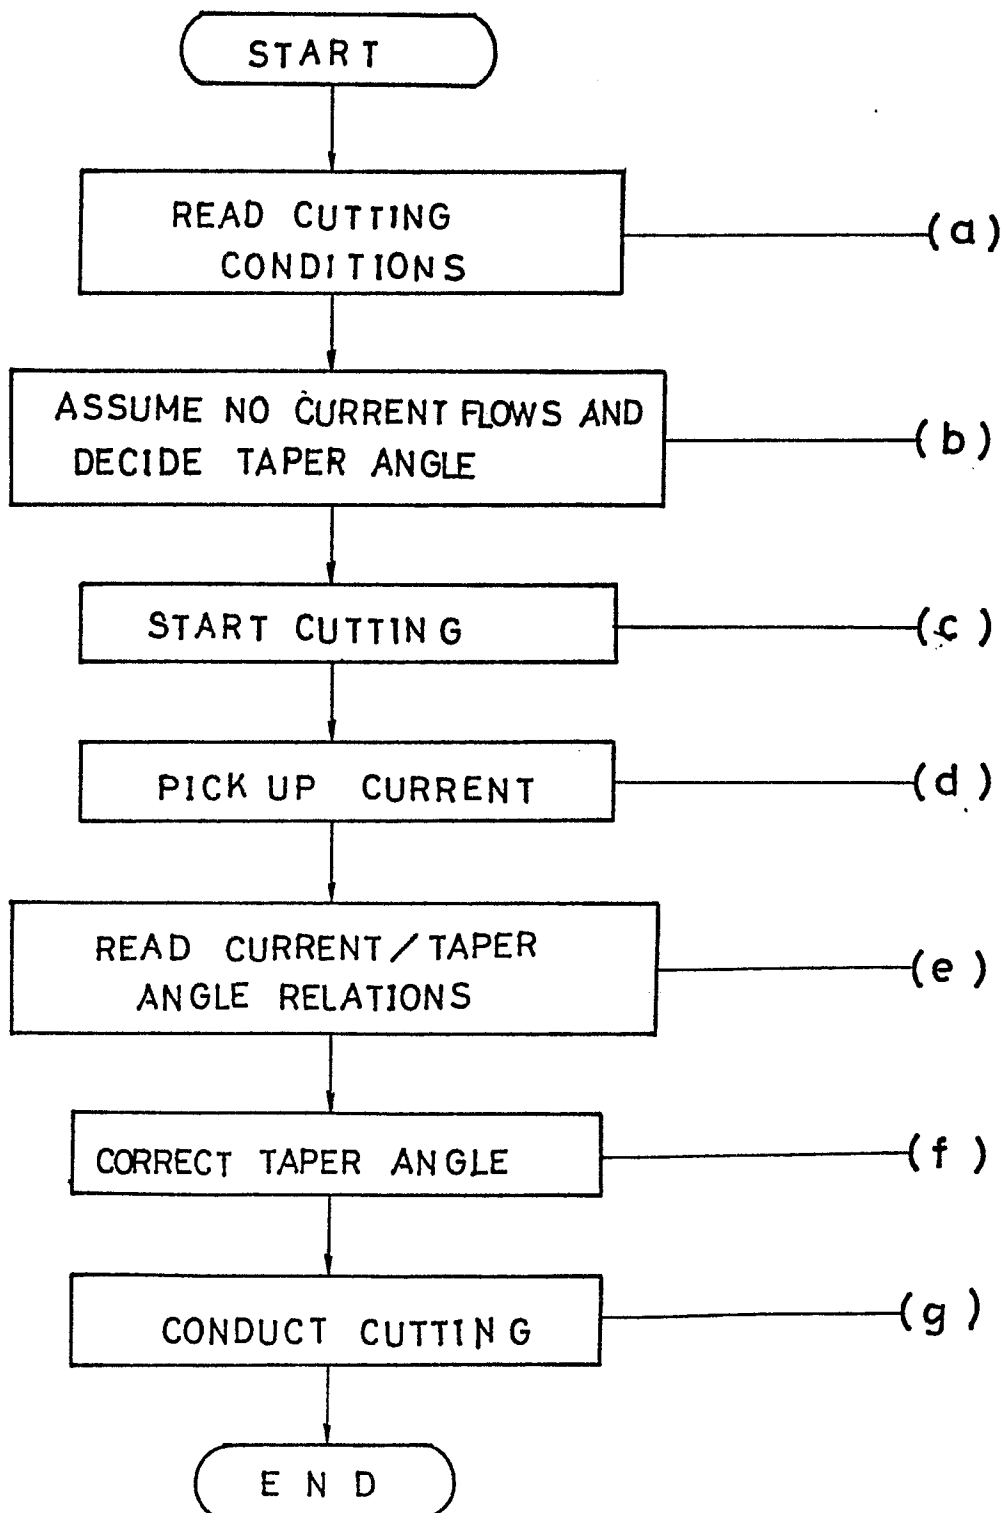 START
READ CUTTING
CONDITIONS
(a)
ASSUME NO CURRENT FLOWS AND
DECIDE TAPER ANGLE
(b)
START CUTTING
(c)
PICK UP CURRENT
(d)
READ CURRENT/TAPER
ANGLE RELATIONS
(e)
CORRECT TAPER ANGLE
(f)
CONDUCT CUTTING
(g)
END